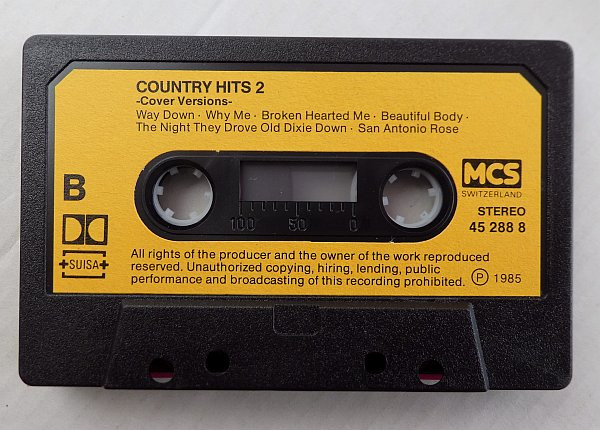 COUNTRY HITS 2
-Cover Versions-
Way Down · Why Me · Broken Hearted Me · Beautiful Body ·
The Night They Drove Old Dixie Down · San Antonio Rose
B
MCS
SWITZERLAND
STEREO
45 288 8
100 50 0
SUISA
All rights of the producer and the owner of the work reproduced
reserved. Unauthorized copying, hiring, lending, public
performance and broadcasting of this recording prohibited. Ⓟ 1985